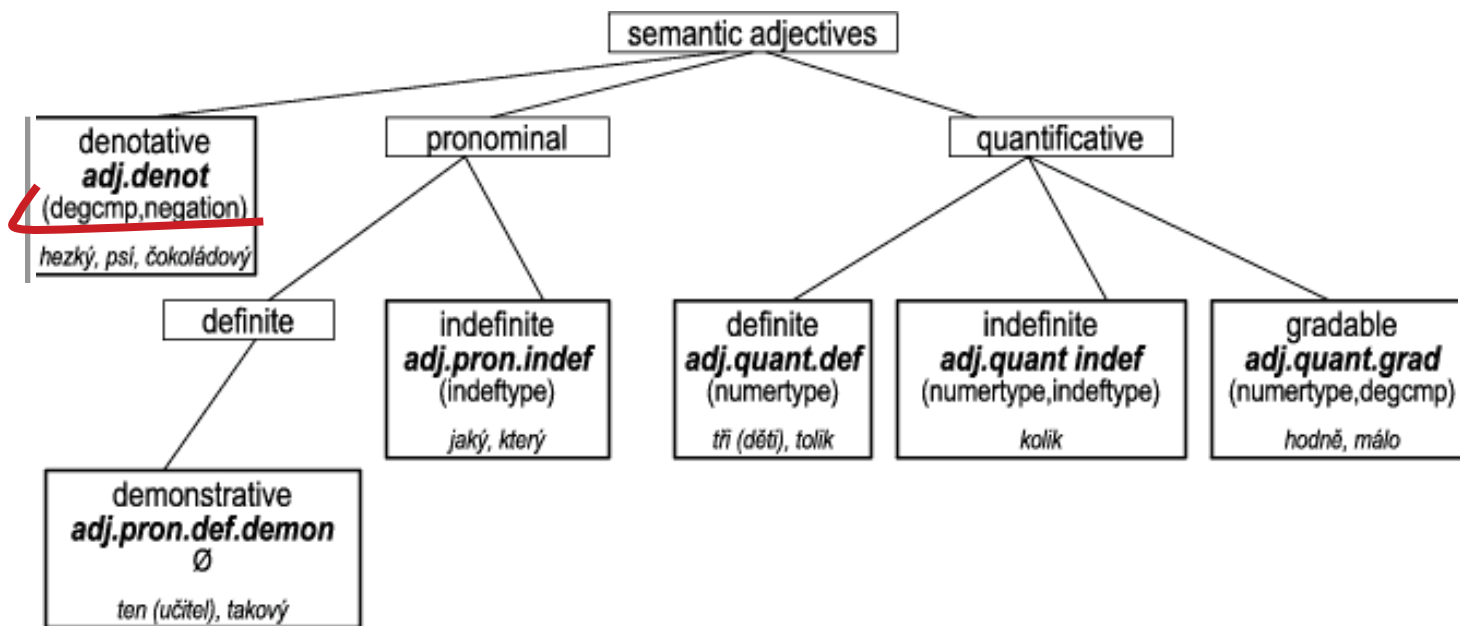 semantic adjectives
denotative
adj.denot
(degcmp,negation)
hezký, psí, čokoládový
pronominal
quantificative
definite
indefinite
adj.pron.indef
(indeftype)
jaký, který
definite
adj.quant.def
(numertype)
tři (děti), tolik
indefinite
adj.quant indef
(numertype,indeftype)
kolik
gradable
adj.quant.grad
(numertype,degcmp)
hodně, málo
demonstrative
adj.pron.def.demon
Ø
ten (učitel), takový